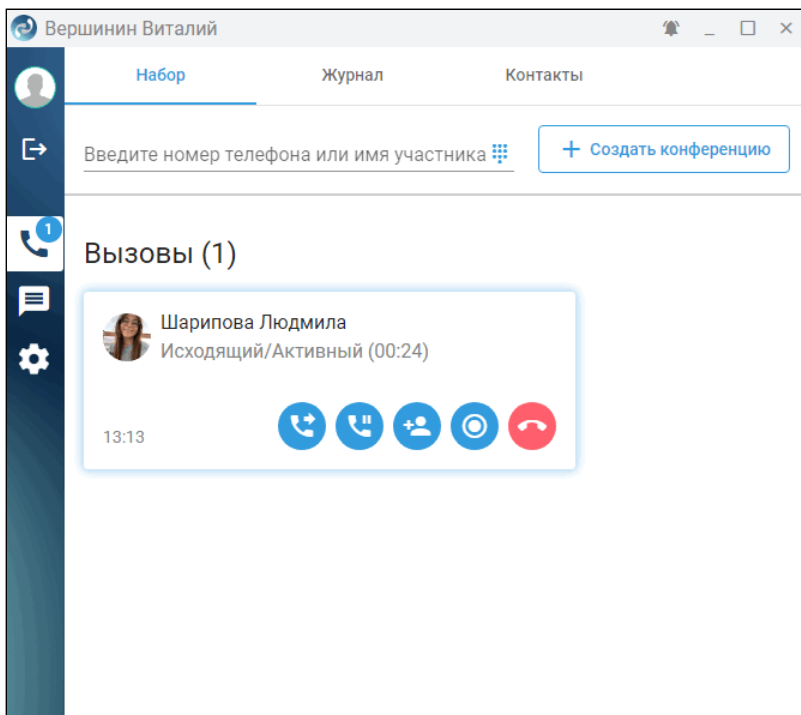 Вершинин Виталий
Набор Журнал Контакты
Введите номер телефона или имя участника
+ Создать конференцию
1
Вызовы (1)
Шарипова Людмила
Исходящий/Активный (00:24)
13:13